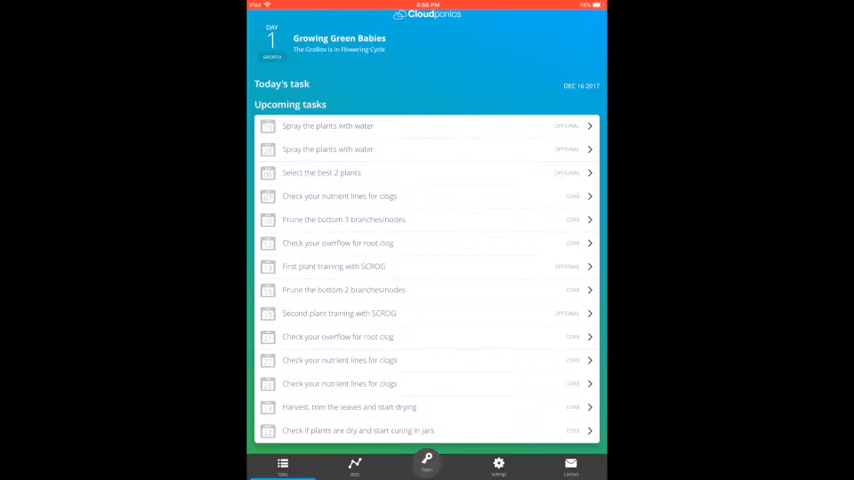 iPad
3:50 PM
74%
Cloudponics
DAY
1
GROWTH
Growing Green Babies
The GroBox is in Flowering Cycle
Today's task
DEC 16 2017
Upcoming tasks
Spray the plants with water OPTIONAL
Spray the plants with water OPTIONAL
Select the best 2 plants OPTIONAL
Check your nutrient lines for clogs CORE
Prune the bottom 3 branches/nodes CORE
Check your overflow for root clog CORE
First plant training with SCROG OPTIONAL
Prune the bottom 2 branches/nodes CORE
Second plant training with SCROG OPTIONAL
Check your overflow for root clog CORE
Check your nutrient lines for clogs CORE
Check your nutrient lines for clogs CORE
Harvest, trim the leaves and start drying CORE
Check if plants are dry and start curing in jars CORE
Tasks
Open
Settings
Contact